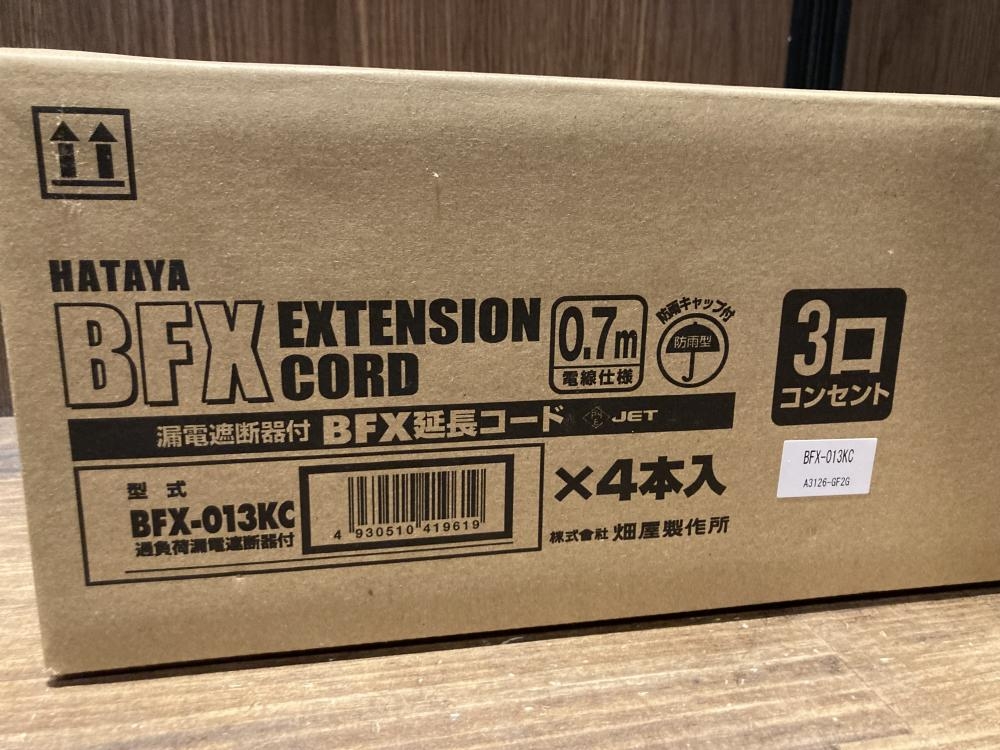 HATAYA
BFX EXTENSION CORD
0.7m
電線仕様
防雨キャップ付
防雨型
3口
コンセント
漏電遮断器付 BFX延長コード
PSE
JET
型式
BFX-013KC
過負荷漏電遮断器付
4 930510 419619
×4本入
株式會社 畑屋製作所
BFX-013KC
A3126-GF2G